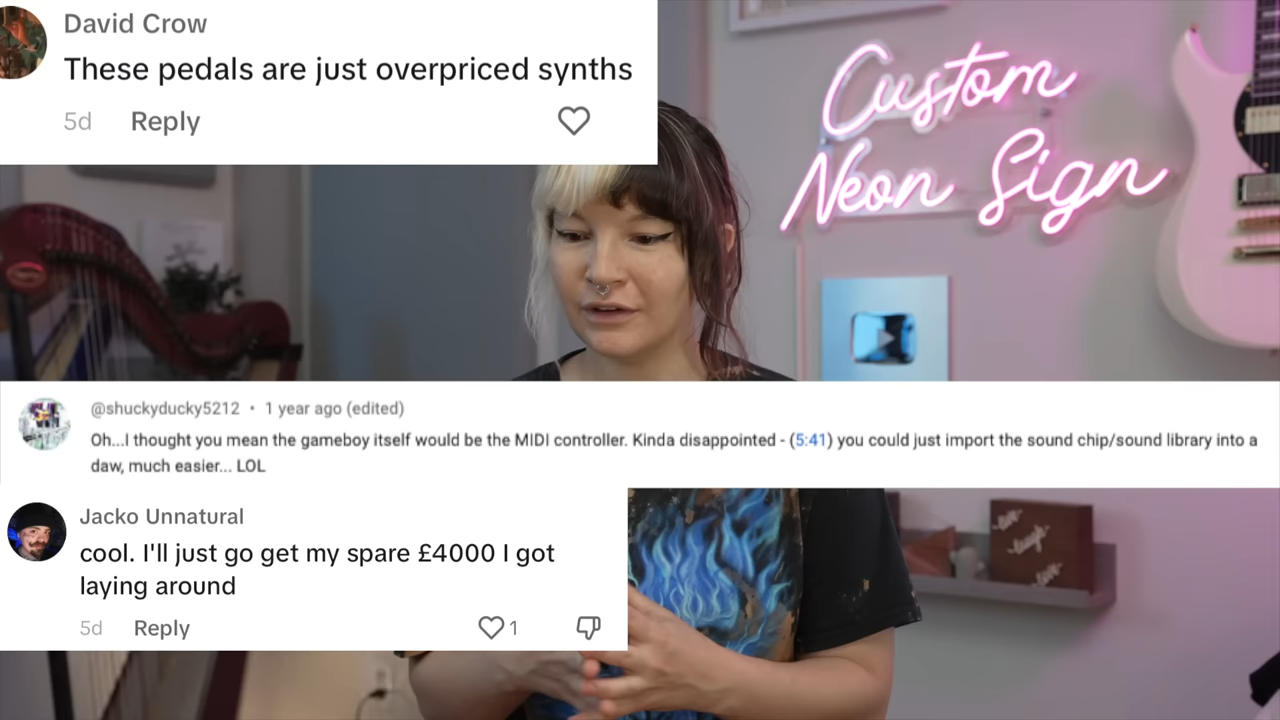 David Crow
These pedals are just overpriced synths
5d Reply
Custom
Neon Sign
@shuckyducky5212 • 1 year ago (edited)
Oh...I thought you mean the gameboy itself would be the MIDI controller. Kinda disappointed - (5:41) you could just import the sound chip/sound library into a
daw, much easier... LOL
Jacko Unnatural
cool. I'll just go get my spare £4000 I got
laying around
5d Reply 1
live
laugh
love